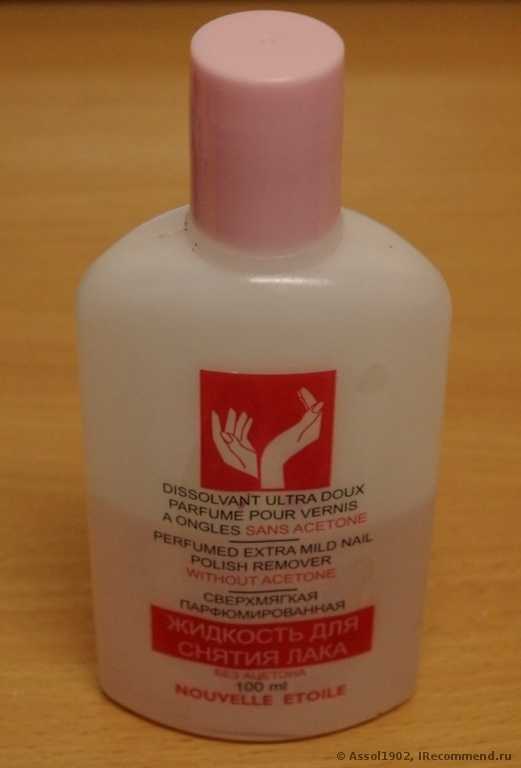 DISSOLVANT ULTRA DOUX
PARFUME POUR VERNIS
A ONGLES SANS ACETONE
PERFUMED EXTRA MILD NAIL
POLISH REMOVER
WITHOUT ACETONE
СВЕРХМЯГКАЯ
ПАРФЮМИРОВАННАЯ
ЖИДКОСТЬ ДЛЯ
СНЯТИЯ ЛАКА
БЕЗ АЦЕТОНА
100 ml
NOUVELLE ETOILE
© Assol1902, IRecommend.ru